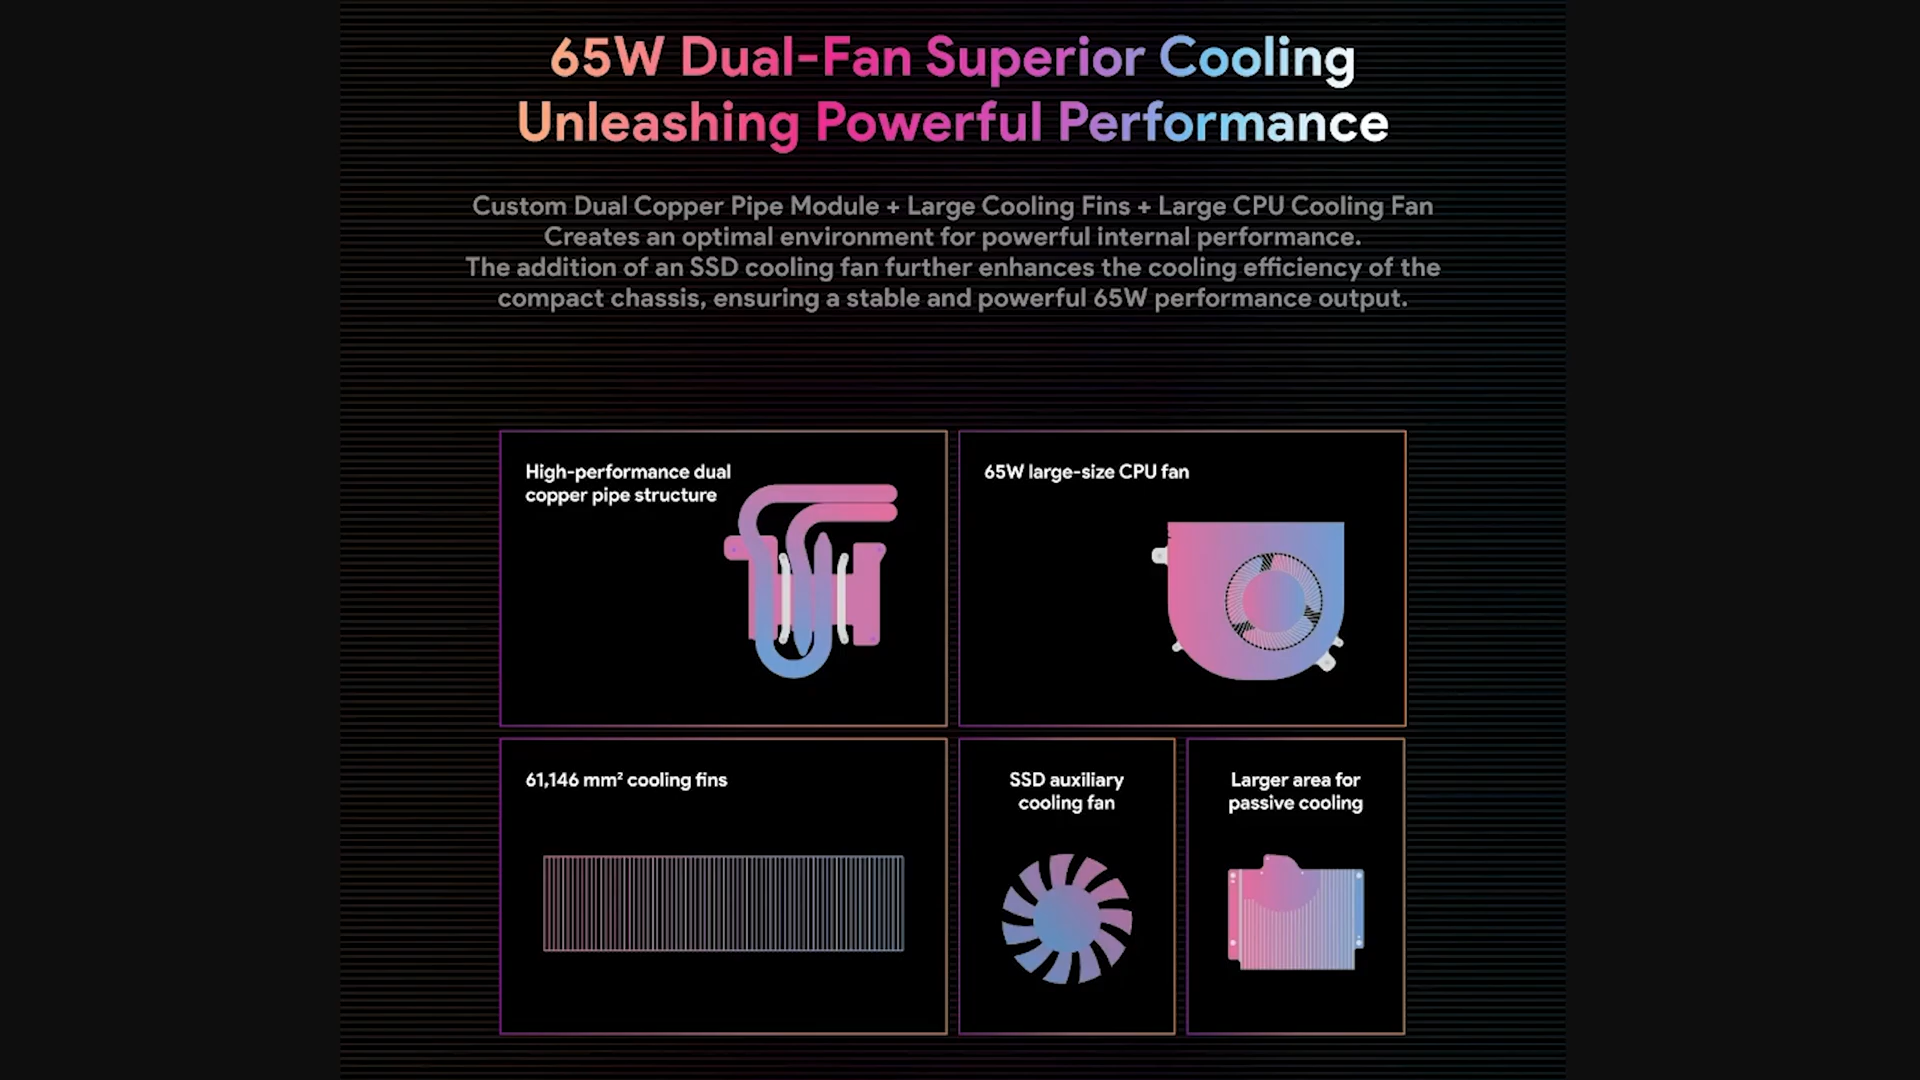 65W Dual-Fan Superior Cooling
Unleashing Powerful Performance
Custom Dual Copper Pipe Module + Large Cooling Fins + Large CPU Cooling Fan
Creates an optimal environment for powerful internal performance.
The addition of an SSD cooling fan further enhances the cooling efficiency of the
compact chassis, ensuring a stable and powerful 65W performance output.
High-performance dual
copper pipe structure
65W large-size CPU fan
61,146 mm² cooling fins
SSD auxiliary
cooling fan
Larger area for
passive cooling